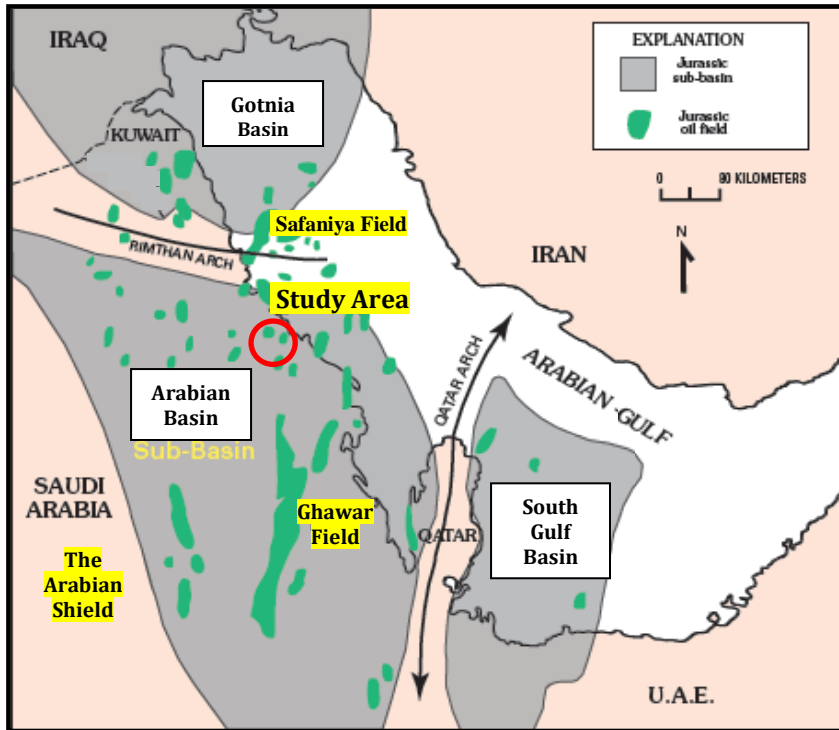 IRAQ
EXPLANATION
Jurassic
sub-basin
Jurassic
oil field
Gotnia
Basin
KUWAIT
0 90 KILOMETERS
N
Safaniya Field
RIMTHAN ARCH
IRAN
Study Area
QATAR ARCH
ARABIAN GULF
Arabian
Basin
Sub-Basin
SAUDI
ARABIA
Ghawar
Field
QATAR
South
Gulf
Basin
The
Arabian
Shield
U.A.E.